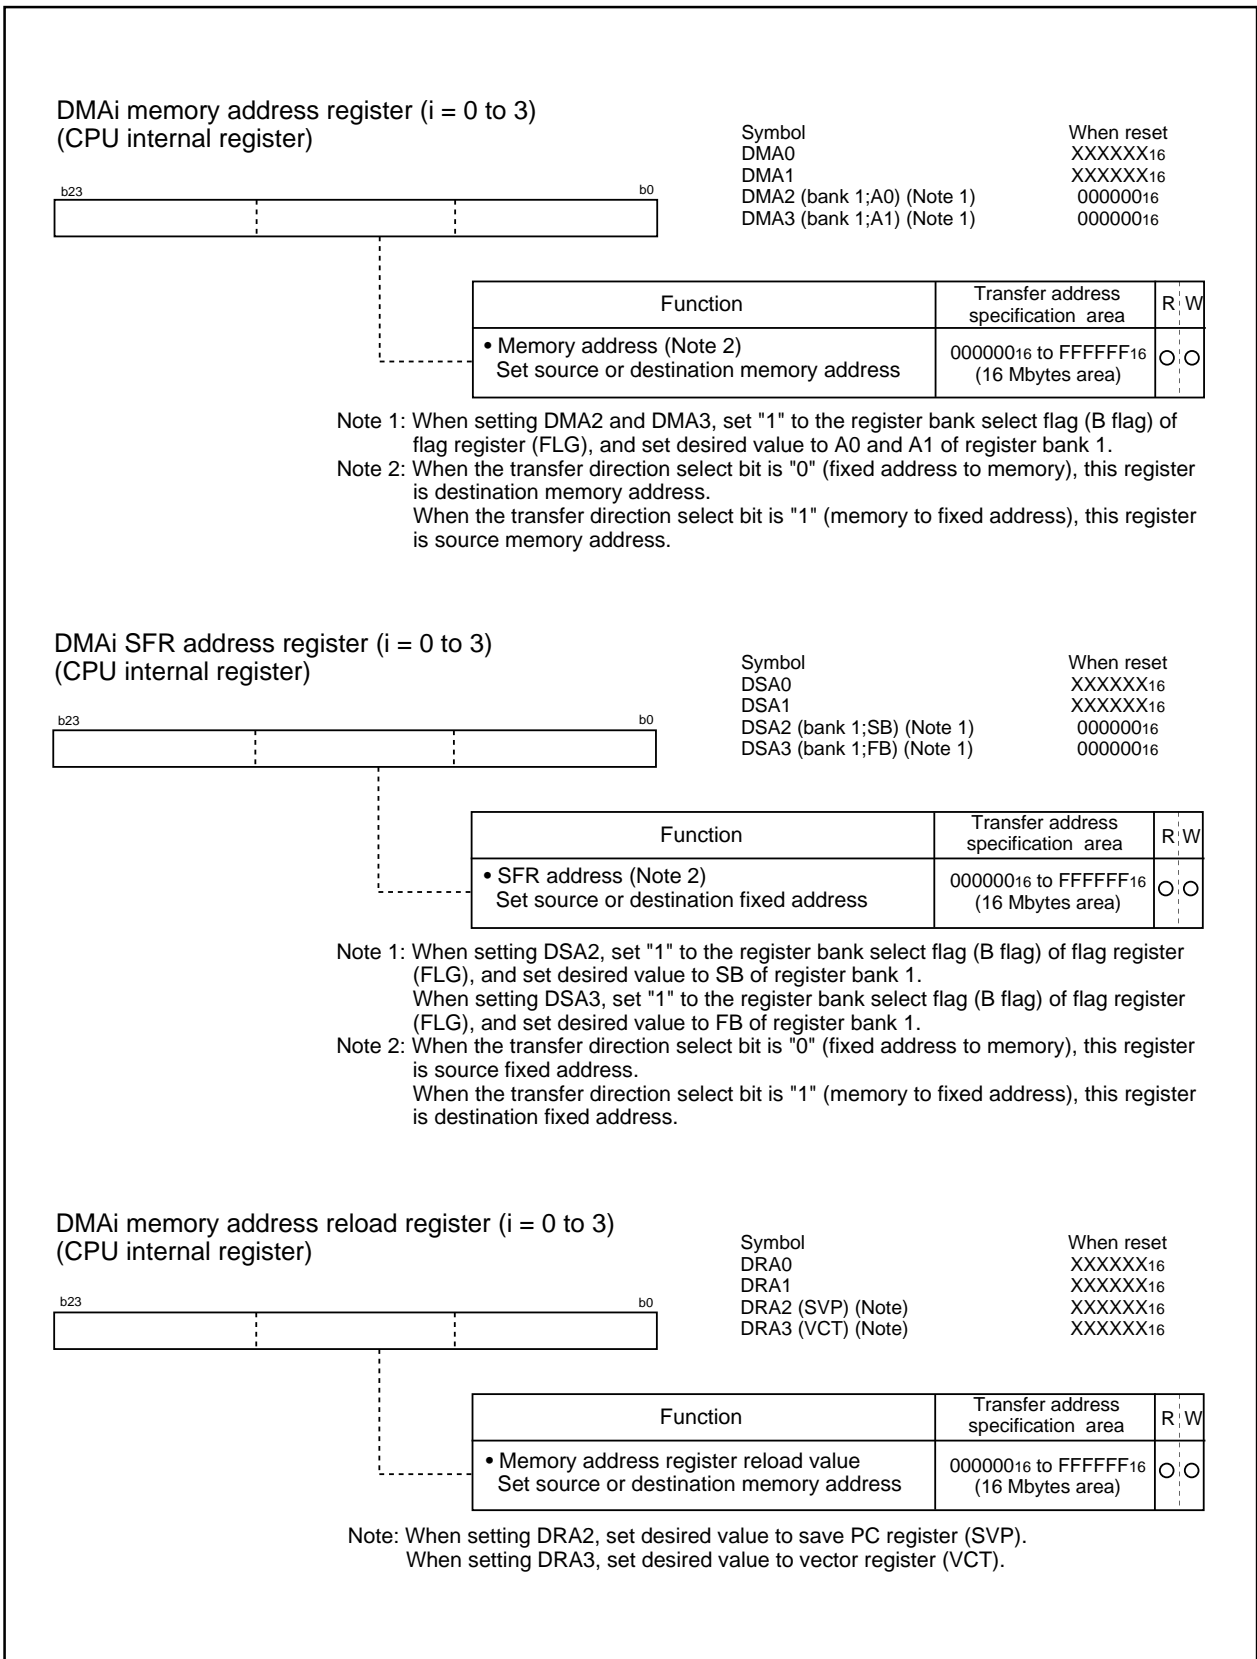 DMAi memory address register (i = 0 to 3)
(CPU internal register)
Symbol When reset
DMA0 XXXXXX16
DMA1 XXXXXX16
DMA2 (bank 1;A0) (Note 1) 00000016
DMA3 (bank 1;A1) (Note 1) 00000016
b23 b0
Function Transfer address specification area R W
• Memory address (Note 2)
Set source or destination memory address
00000016 to FFFFFF16
(16 Mbytes area)
Note 1: When setting DMA2 and DMA3, set "1" to the register bank select flag (B flag) of
flag register (FLG), and set desired value to A0 and A1 of register bank 1.
Note 2: When the transfer direction select bit is "0" (fixed address to memory), this register
is destination memory address.
When the transfer direction select bit is "1" (memory to fixed address), this register
is source memory address.
DMAi SFR address register (i = 0 to 3)
(CPU internal register)
Symbol When reset
DSA0 XXXXXX16
DSA1 XXXXXX16
DSA2 (bank 1;SB) (Note 1) 00000016
DSA3 (bank 1;FB) (Note 1) 00000016
b23 b0
Function Transfer address specification area R W
• SFR address (Note 2)
Set source or destination fixed address
00000016 to FFFFFF16
(16 Mbytes area)
Note 1: When setting DSA2, set "1" to the register bank select flag (B flag) of flag register
(FLG), and set desired value to SB of register bank 1.
When setting DSA3, set "1" to the register bank select flag (B flag) of flag register
(FLG), and set desired value to FB of register bank 1.
Note 2: When the transfer direction select bit is "0" (fixed address to memory), this register
is source fixed address.
When the transfer direction select bit is "1" (memory to fixed address), this register
is destination fixed address.
DMAi memory address reload register (i = 0 to 3)
(CPU internal register)
Symbol When reset
DRA0 XXXXXX16
DRA1 XXXXXX16
DRA2 (SVP) (Note) XXXXXX16
DRA3 (VCT) (Note) XXXXXX16
b23 b0
Function Transfer address specification area R W
• Memory address register reload value
Set source or destination memory address
00000016 to FFFFFF16
(16 Mbytes area)
Note: When setting DRA2, set desired value to save PC register (SVP).
When setting DRA3, set desired value to vector register (VCT).